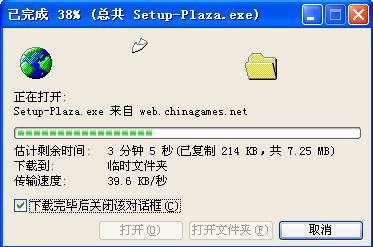 已完成 38% (总共 Setup-Plaza.exe)
正在打开:
Setup-Plaza.exe 来自 web.chinagames.net
估计剩余时间: 3 分钟 5 秒(已复制 214 KB，共 7.25 MB)
下载到: 临时文件夹
传输速度: 39.6 KB/秒
下载完毕后关闭该对话框(C)
打开(O) 打开文件夹(F) 取消